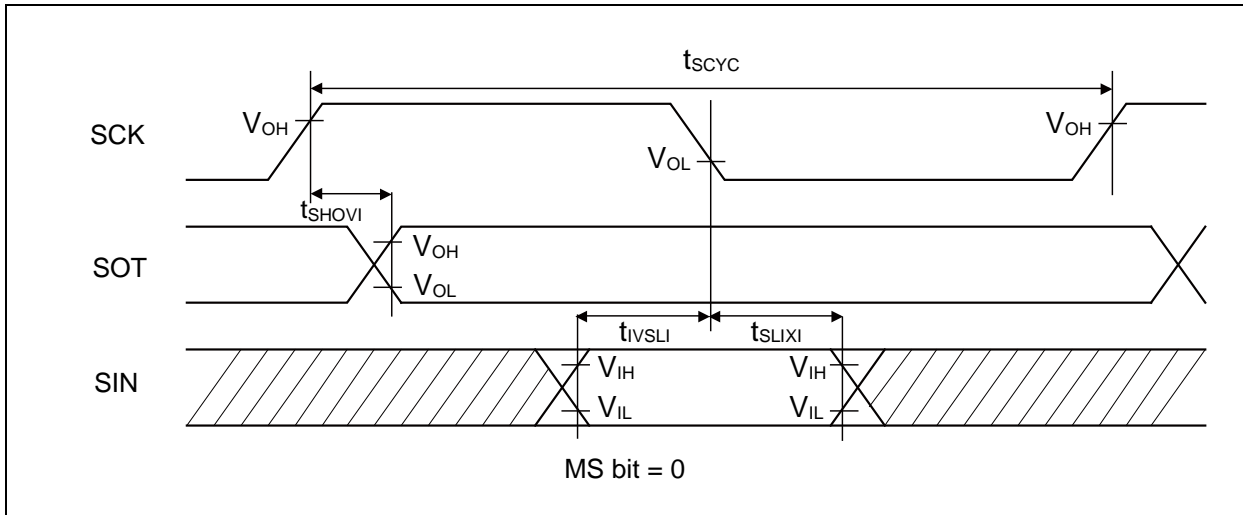 tSCYC
SCK
VOH
VOL
VOH
tSHOVI
SOT
VOH
VOL
tIVSLI
tSLIXI
SIN
VIH
VIH
VIL
VIL
MS bit = 0